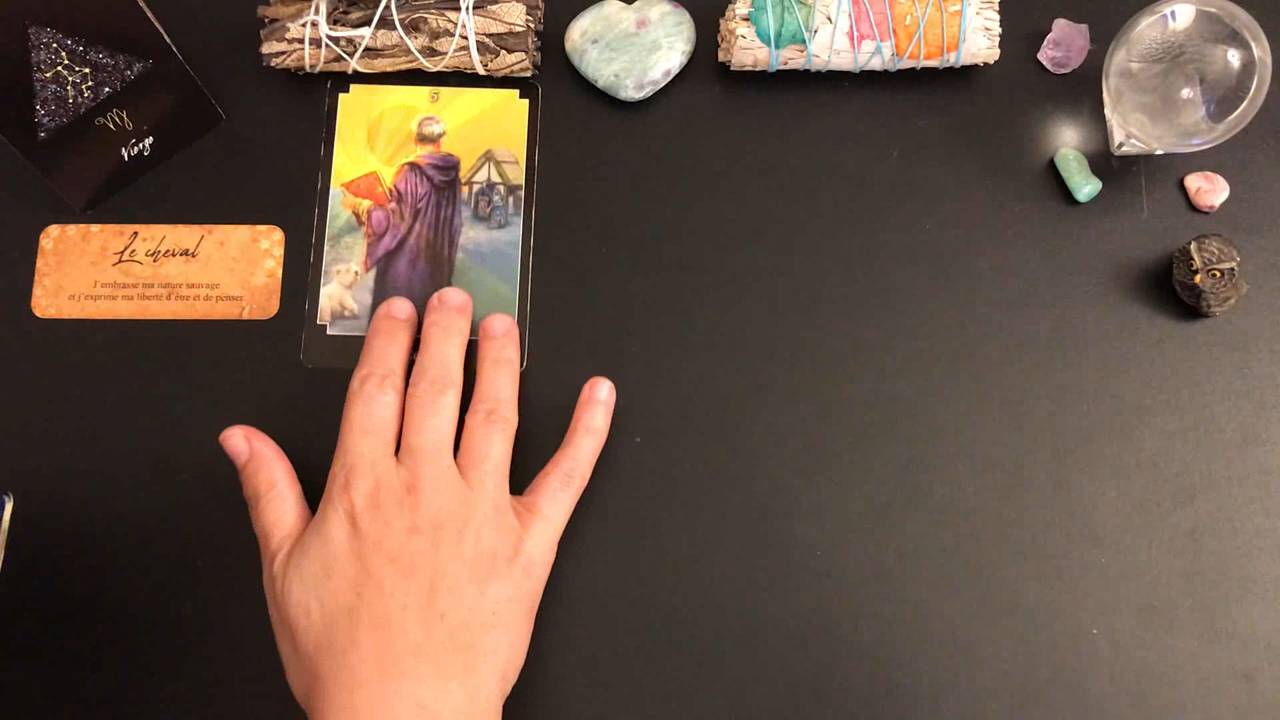 Vierge
5
Le cheval
J'embrasse ma nature sauvage
et j'exprime ma liberté d'être et de penser.